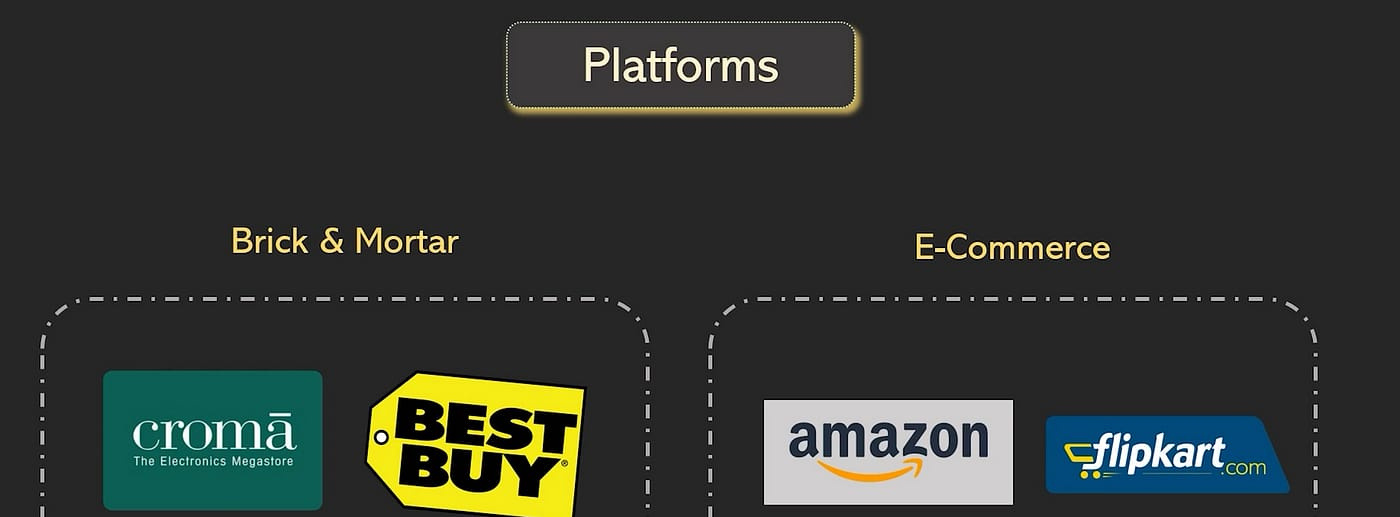 Platforms
Brick & Mortar
E-Commerce
cromā
The Electronics Megastore
BEST
BUY®
amazon
flipkart.com